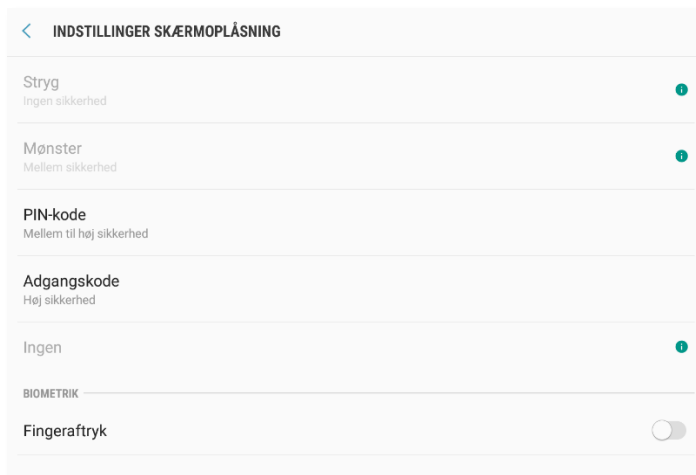 INDSTILLINGER SKÆRMOPLÅSNING
Stryg
Ingen sikkerhed
Mønster
Mellem sikkerhed
PIN-kode
Mellem til høj sikkerhed
Adgangskode
Høj sikkerhed
Ingen
BIOMETRIK
Fingeraftryk